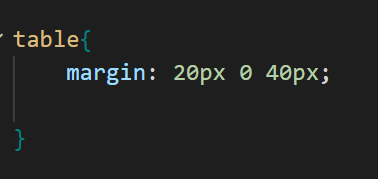 table{
margin: 20px 0 40px;
}